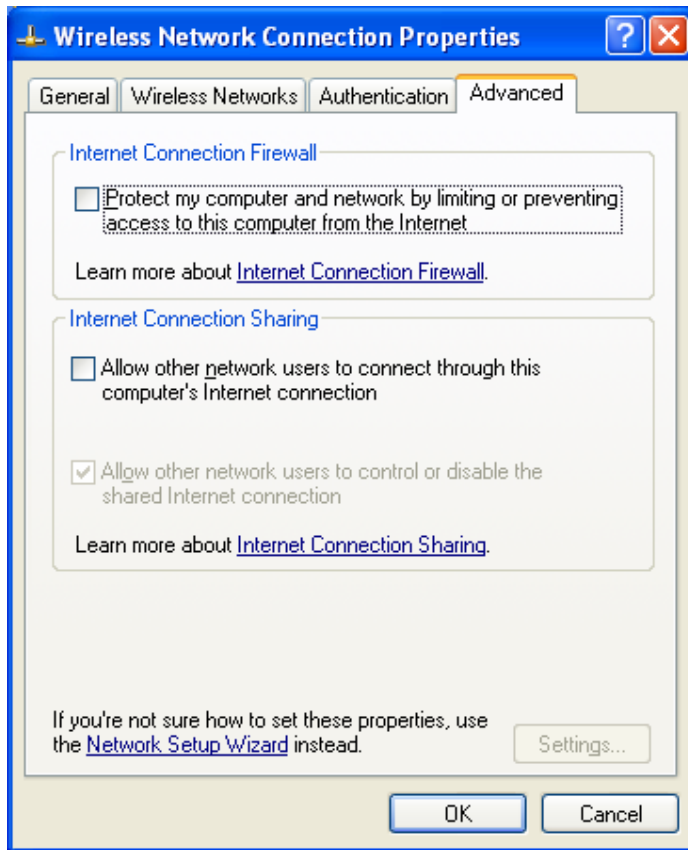 Wireless Network Connection Properties
General Wireless Networks Authentication Advanced
Internet Connection Firewall
Protect my computer and network by limiting or preventing
access to this computer from the Internet
Learn more about Internet Connection Firewall.
Internet Connection Sharing
Allow other network users to connect through this
computer's Internet connection
Allow other network users to control or disable the
shared Internet connection
Learn more about Internet Connection Sharing.
If you're not sure how to set these properties, use
the Network Setup Wizard instead.
Settings...
OK Cancel